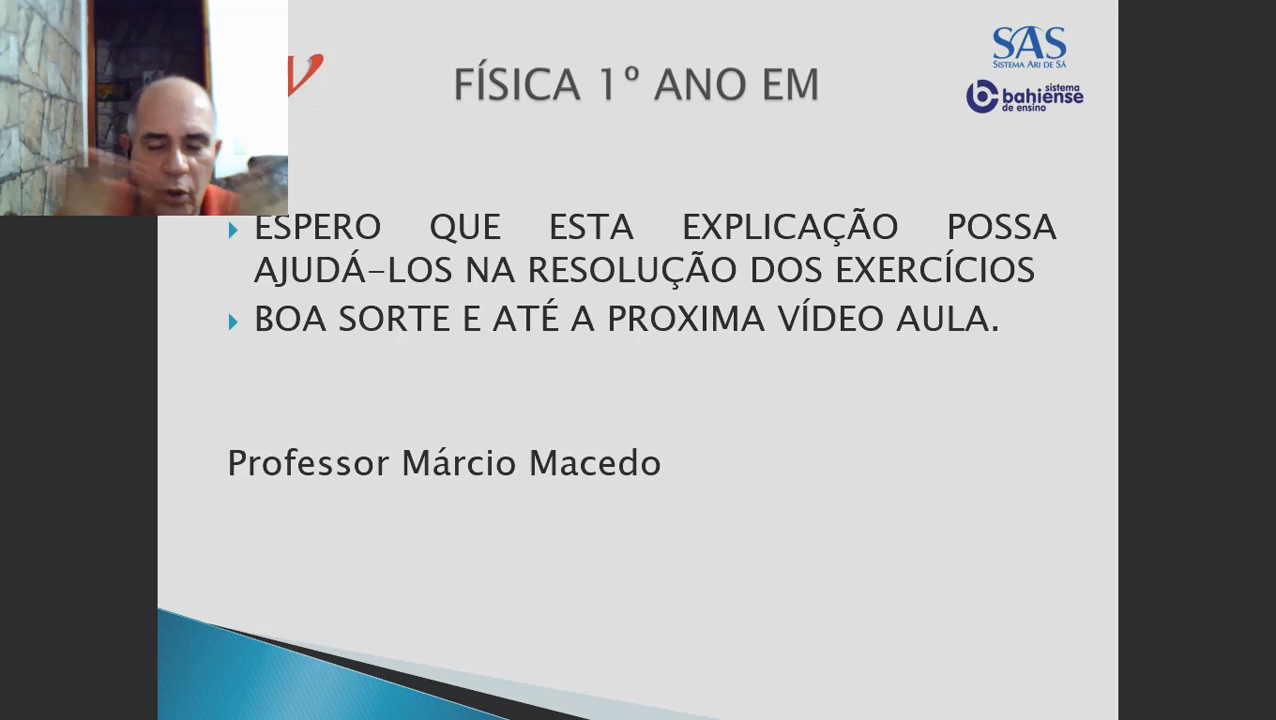 SAS
SISTEMA ARI DE SÁ
FÍSICA 1º ANO EM
sistema
bahiense
de ensino
ESPERO QUE ESTA EXPLICAÇÃO POSSA
AJUDÁ-LOS NA RESOLUÇÃO DOS EXERCÍCIOS
BOA SORTE E ATÉ A PROXIMA VÍDEO AULA.
Professor Márcio Macedo